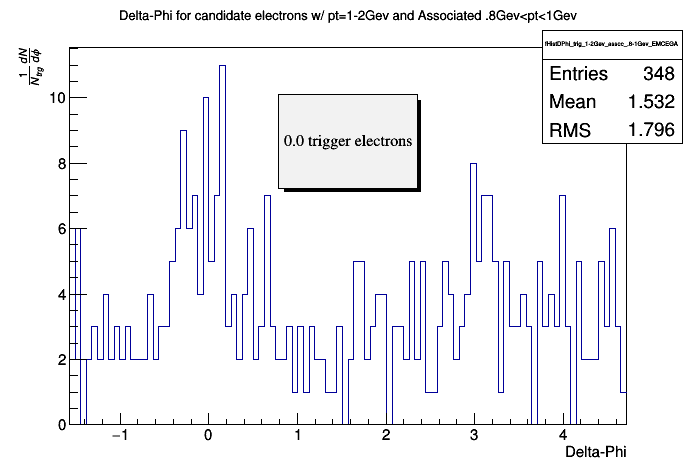 Delta-Phi for candidate electrons w/ pt=1-2Gev and Associated .8Gev<pt<1Gev
fHistDPhi_trig_1-2Gev_assoc_.8-1Gev_EMCEGA
Entries 348
Mean 1.532
RMS 1.796
1 dN
N_trg dϕ
0.0 trigger electrons
10
8
6
4
2
0
−1 0 1 2 3 4
Delta-Phi